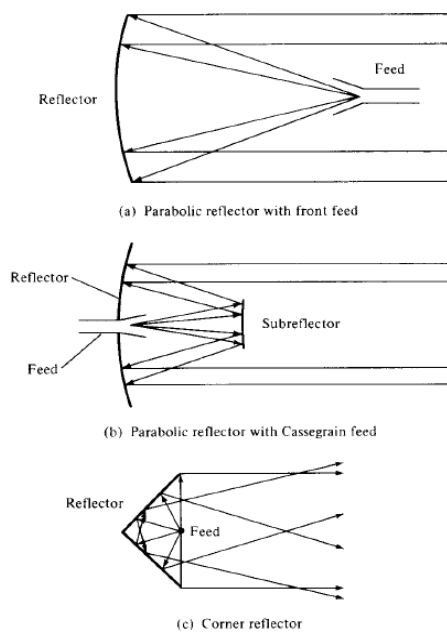 Reflector
Feed
(a) Parabolic reflector with front feed
Reflector
Subreflector
Feed
(b) Parabolic reflector with Cassegrain feed
Reflector
Feed
(c) Corner reflector